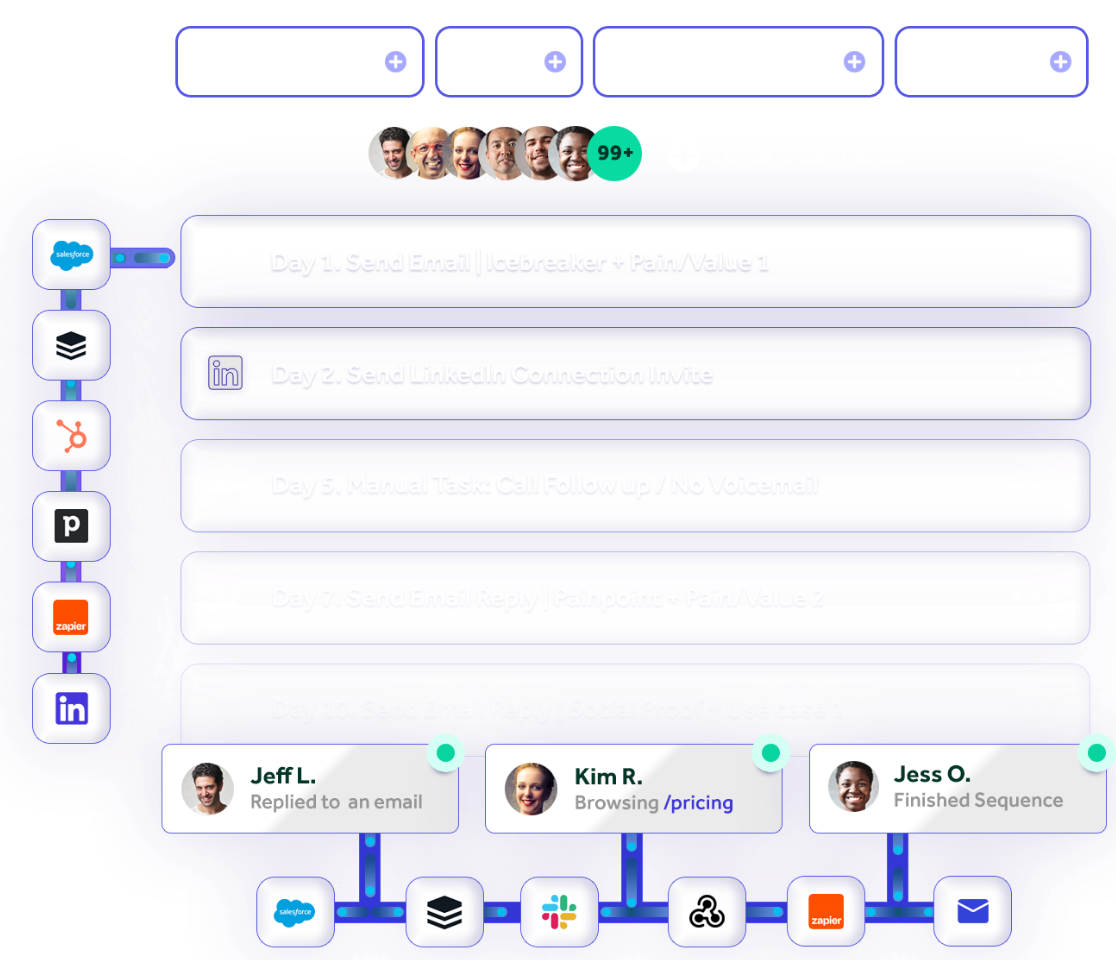 99+
salesforce
Day 1. Send Email | Icebreaker + Pain/Value 1
in
Day 2. Send LinkedIn Connection Invite
Day 5. Manual Task: Call Follow up / No Voicemail
p
Day 7. Send Email Reply | Painpoint + Pain/Value 2
zapier
in
Day 10. Send Email Reply | Social Proof + Use case
Jeff L.
Replied to an email
Kim R.
Browsing /pricing
Jess O.
Finished Sequence
salesforce
zapier